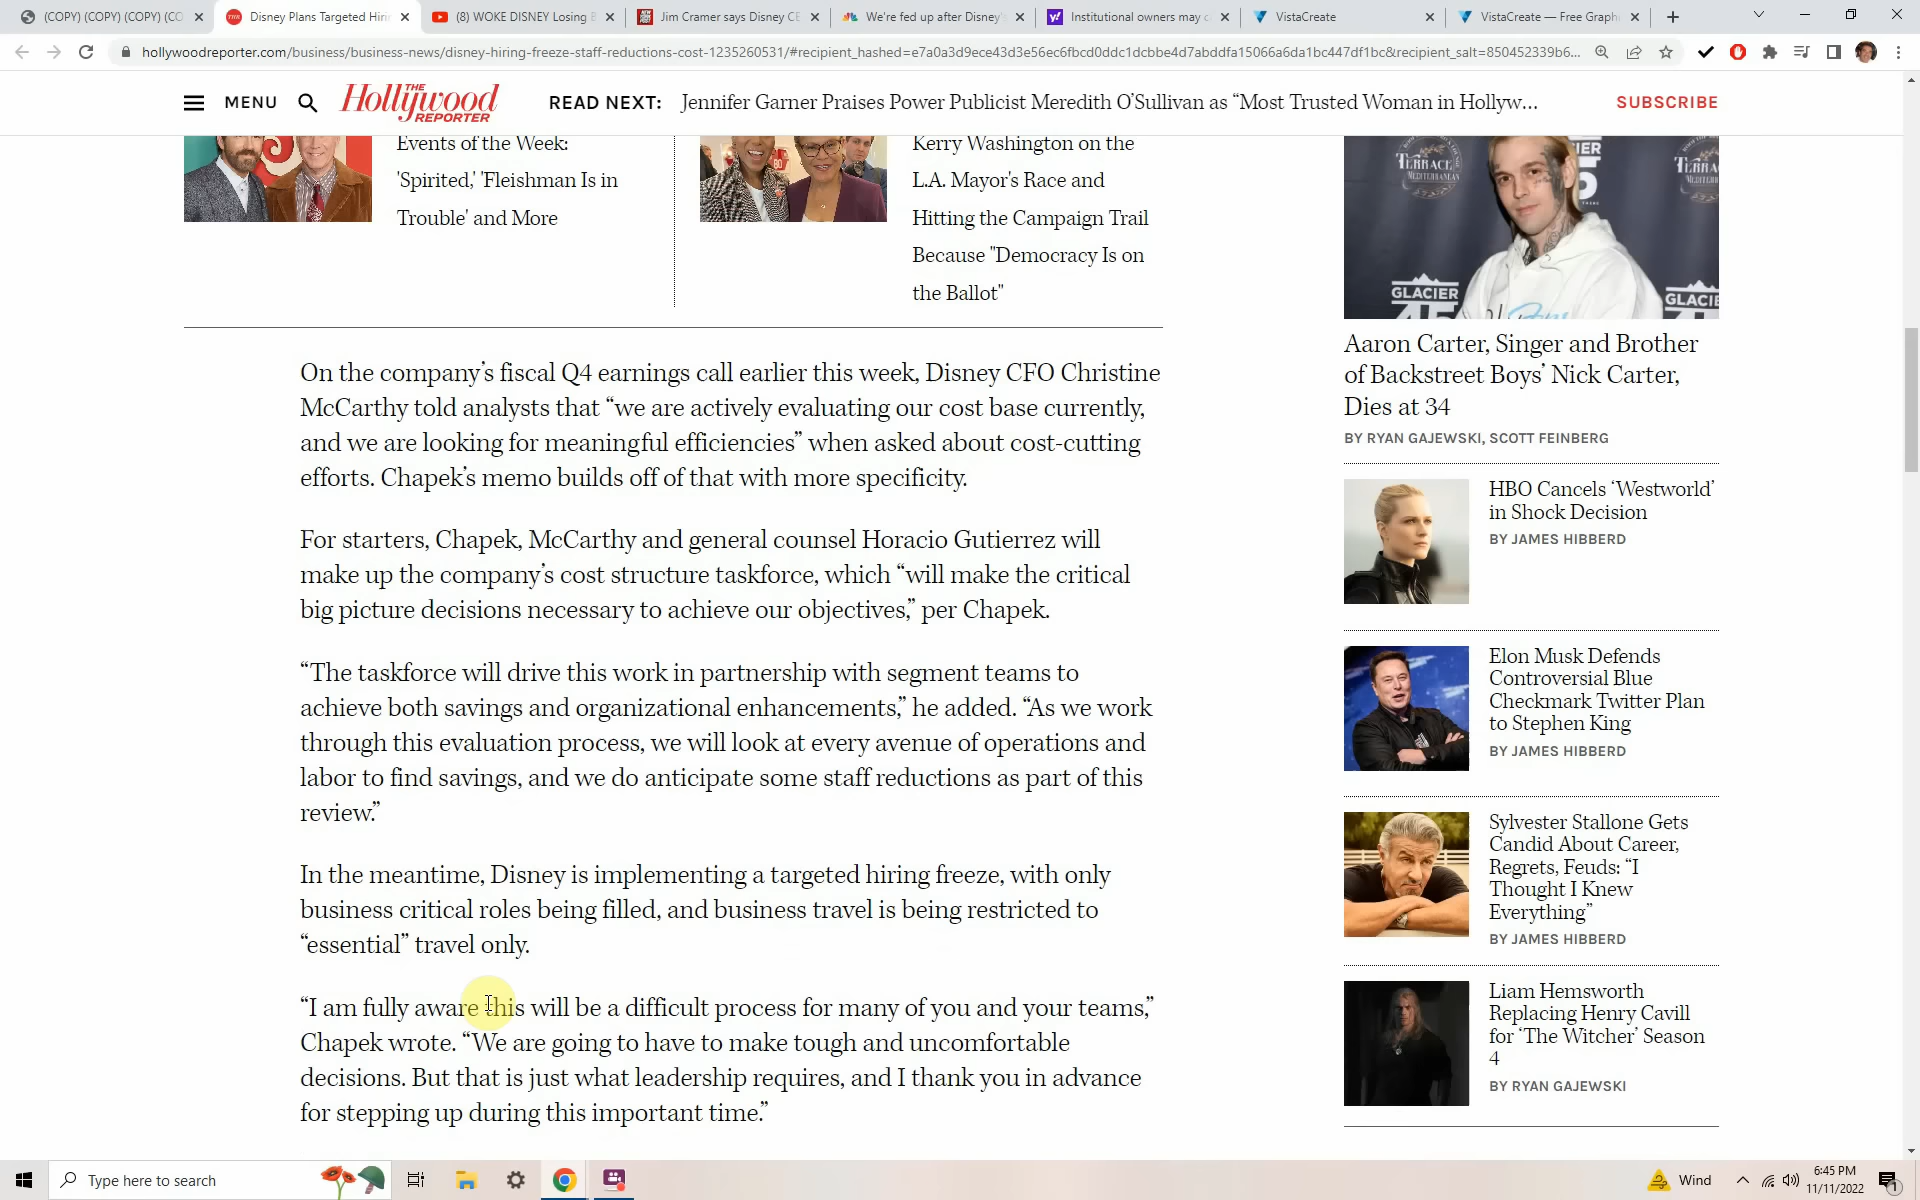 (COPY) (COPY) (COPY) (CO
Disney Plans Targeted Hiri
(8) WOKE DISNEY Losing B
Jim Cramer says Disney CE
We're fed up after Disney'
Institutional owners may c
VistaCreate
VistaCreate — Free Graph
hollywoodreporter.com/business/business-news/disney-hiring-freeze-staff-reductions-cost-1235260531/#recipient_hashed=e7a0a3d9ece43d3e56ec6fbcd0ddc1dcbbe4d7abddfa15066a6da1bc447df1bc&recipient_salt=850452339b6...
MENU
THE Hollywood REPORTER
READ NEXT: Jennifer Garner Praises Power Publicist Meredith O'Sullivan as “Most Trusted Woman in Hollyw...
SUBSCRIBE
Events of the Week:
'Spirited,' 'Fleishman Is in
Trouble' and More
Kerry Washington on the
L.A. Mayor's Race and
Hitting the Campaign Trail
Because "Democracy Is on
the Ballot"
On the company’s fiscal Q4 earnings call earlier this week, Disney CFO Christine
McCarthy told analysts that “we are actively evaluating our cost base currently,
and we are looking for meaningful efficiencies” when asked about cost-cutting
efforts. Chapek’s memo builds off of that with more specificity.
For starters, Chapek, McCarthy and general counsel Horacio Gutierrez will
make up the company’s cost structure taskforce, which “will make the critical
big picture decisions necessary to achieve our objectives,” per Chapek.
“The taskforce will drive this work in partnership with segment teams to
achieve both savings and organizational enhancements,” he added. “As we work
through this evaluation process, we will look at every avenue of operations and
labor to find savings, and we do anticipate some staff reductions as part of this
review.”
In the meantime, Disney is implementing a targeted hiring freeze, with only
business critical roles being filled, and business travel is being restricted to
“essential” travel only.
“I am fully aware this will be a difficult process for many of you and your teams,”
Chapek wrote. “We are going to have to make tough and uncomfortable
decisions. But that is just what leadership requires, and I thank you in advance
for stepping up during this important time.”
TERRACE
MEDITERRANEAN
GLACIER
Aaron Carter, Singer and Brother
of Backstreet Boys’ Nick Carter,
Dies at 34
BY RYAN GAJEWSKI, SCOTT FEINBERG
HBO Cancels ‘Westworld’
in Shock Decision
BY JAMES HIBBERD
Elon Musk Defends
Controversial Blue
Checkmark Twitter Plan
to Stephen King
BY JAMES HIBBERD
Sylvester Stallone Gets
Candid About Career,
Regrets, Feuds: “I
Thought I Knew
Everything”
BY JAMES HIBBERD
Liam Hemsworth
Replacing Henry Cavill
for ‘The Witcher’ Season
4
BY RYAN GAJEWSKI
Type here to search
Wind
6:45 PM
11/11/2022